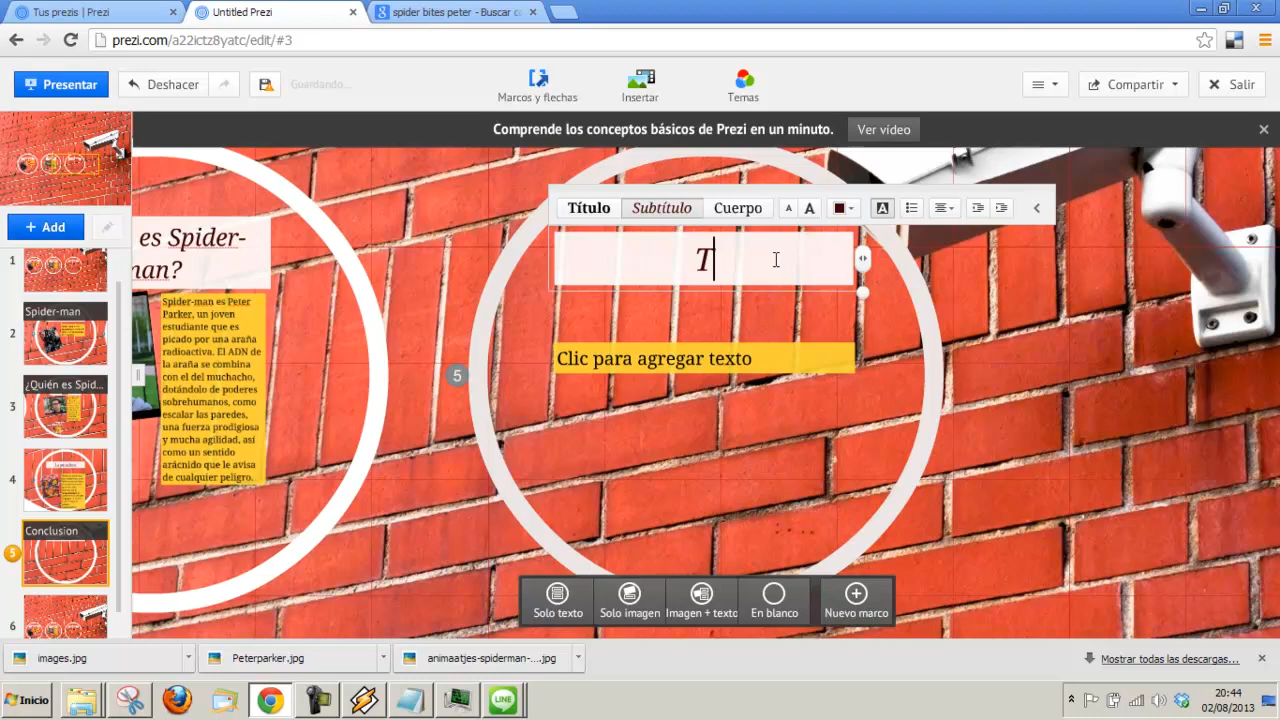 Tus prezis | Prezi
Untitled Prezi
spider bites peter - Buscar c
prezi.com/a22ictz8yatc/edit/#3
Presentar
Deshacer
Guardando...
Marcos y flechas
Insertar
Temas
Compartir
Salir
Comprende los conceptos básicos de Prezi en un minuto.
Ver vídeo
+ Add
1
Spider-man
2
¿Quién es Spid...
3
4
Conclusion
5
6
es Spider-
man?
Spider-man es Peter
Parker, un joven
estudiante que es
picado por una araña
radioactiva. El ADN de
la araña se combina
con el del muchacho,
dotándolo de poderes
sobrehumanos, como
escalar las paredes,
una fuerza prodigiosa
y mucha agilidad, así
como un sentido
arácnido que le avisa
de cualquier peligro.
5
Título
Subtítulo
Cuerpo
A
A
A
T
Clic para agregar texto
Solo texto
Solo imagen
Imagen + texto
En blanco
Nuevo marco
images.jpg
Peterparker.jpg
animaatjes-spiderman-....jpg
Mostrar todas las descargas...
Inicio
LINE
20:44
02/08/2013